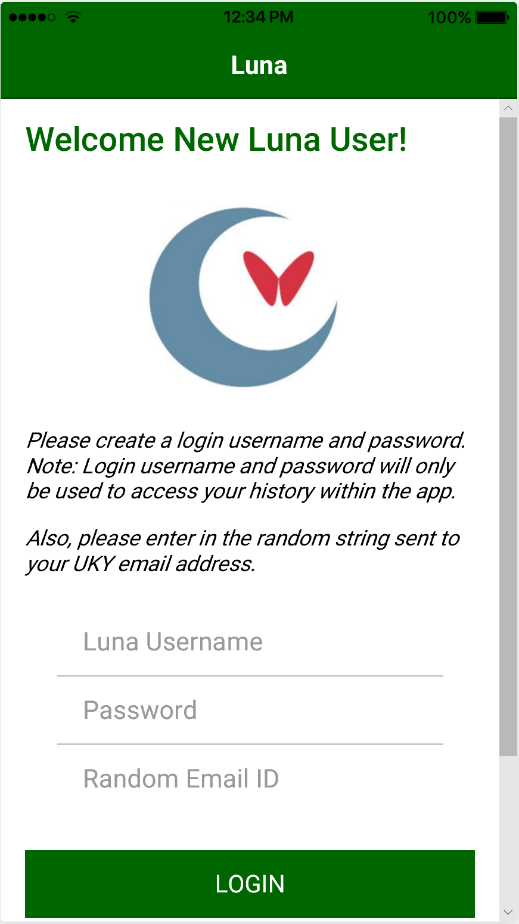 12:34 PM
100%
Luna
Welcome New Luna User!
Please create a login username and password.
Note: Login username and password will only
be used to access your history within the app.
Also, please enter in the random string sent to
your UKY email address.
Luna Username
Password
Random Email ID
LOGIN